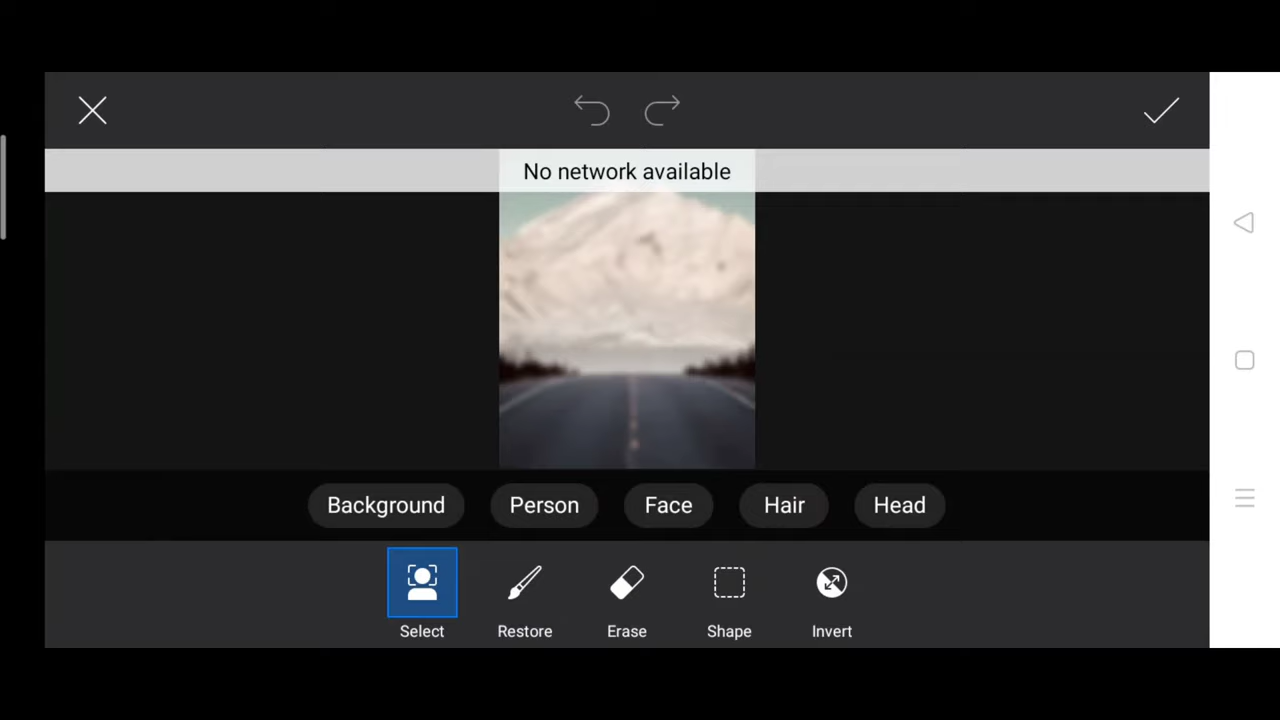 No network available
Background Person Face Hair Head
Select Restore Erase Shape Invert